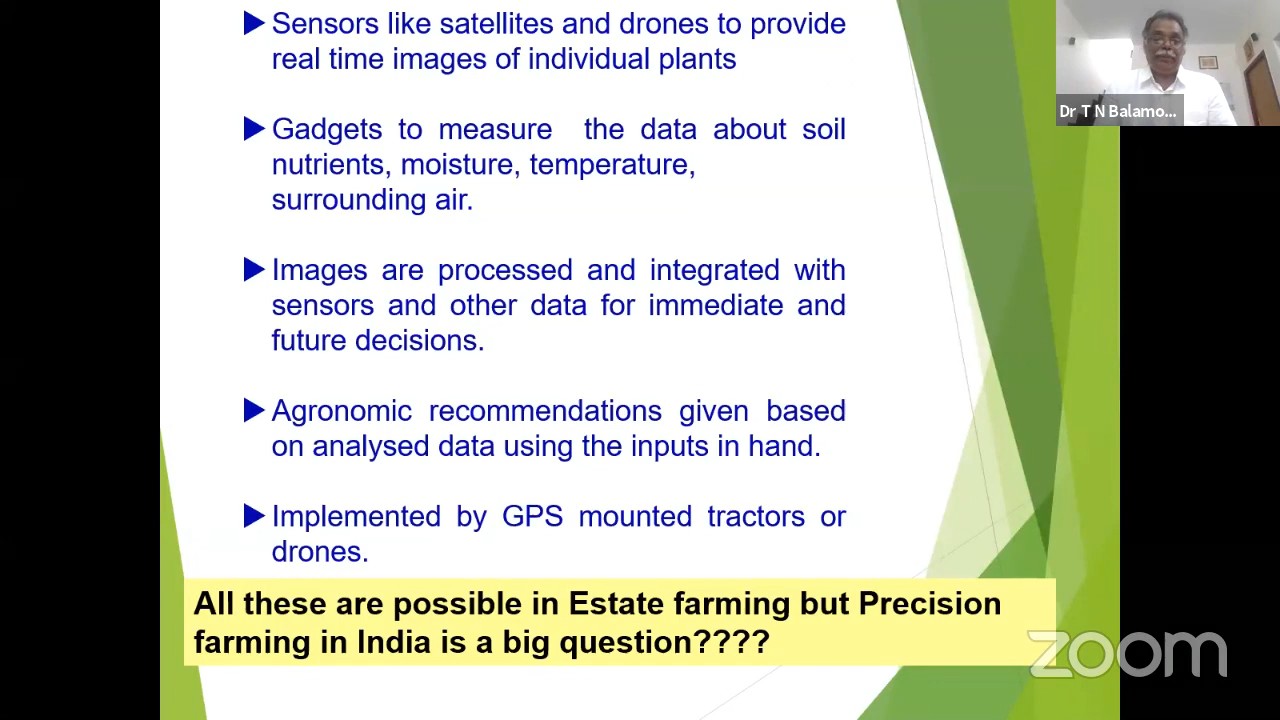 Sensors like satellites and drones to provide
real time images of individual plants
Gadgets to measure the data about soil
nutrients, moisture, temperature,
surrounding air.
Images are processed and integrated with
sensors and other data for immediate and
future decisions.
Agronomic recommendations given based
on analysed data using the inputs in hand.
Implemented by GPS mounted tractors or
drones.
All these are possible in Estate farming but Precision
farming in India is a big question????
Dr T N Balamo...
zoom